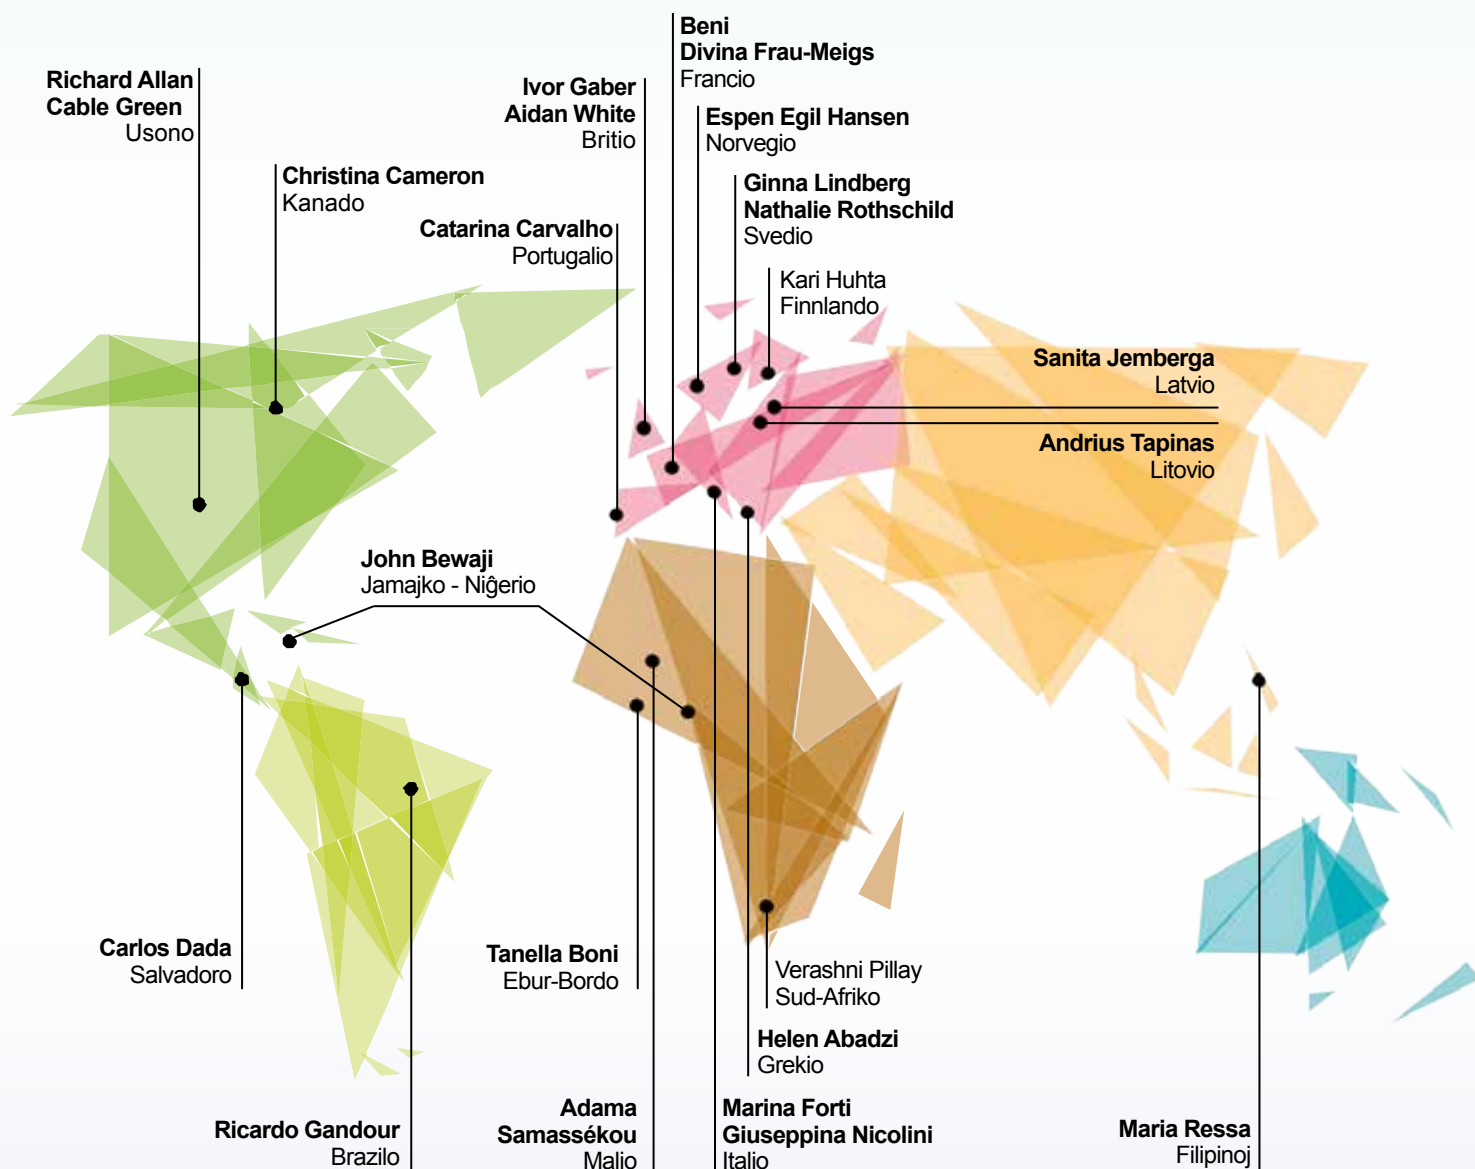 Beni
Divina Frau-Meigs
Francio
Richard Allan
Cable Green
Usono
Ivor Gaber
Aidan White
Britio
Espen Egil Hansen
Norvegio
Christina Cameron
Kanado
Ginna Lindberg
Nathalie Rothschild
Svedio
Catarina Carvalho
Portugalio
Kari Huhta
Finnlando
Sanita Jemberga
Latvio
Andrius Tapinas
Litovio
John Bewaji
Jamajko - Niĝerio
Carlos Dada
Salvadoro
Tanella Boni
Ebur-Bordo
Verashni Pillay
Sud-Afriko
Helen Abadzi
Grekio
Ricardo Gandour
Brazilo
Adama
Samassékou
Malio
Marina Forti
Giuseppina Nicolini
Italio
Maria Ressa
Filipinoj